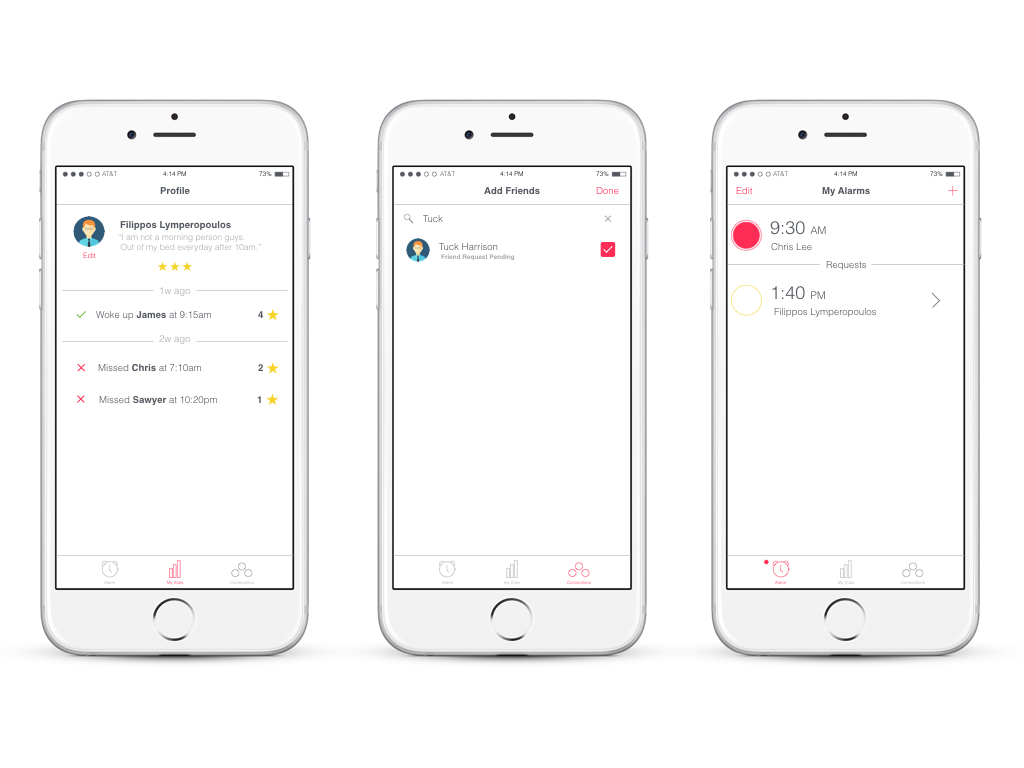 AT&T 4:14 PM 73%
Profile
Filippos Lymperopoulos
"I am not a morning person guys.
Out of my bed everyday after 10am."
Edit
1w ago
Woke up James at 9:15am 4
2w ago
Missed Chris at 7:10am 2
Missed Sawyer at 10:20pm 1
Alarm My Stats Connections
AT&T 4:14 PM 73%
Add Friends Done
Tuck
Tuck Harrison
Friend Request Pending
Alarm My Stats Connections
AT&T 4:14 PM 73%
Edit My Alarms +
9:30 AM
Chris Lee
Requests
1:40 PM
Filippos Lymperopoulos
Alarm My Stats Connections